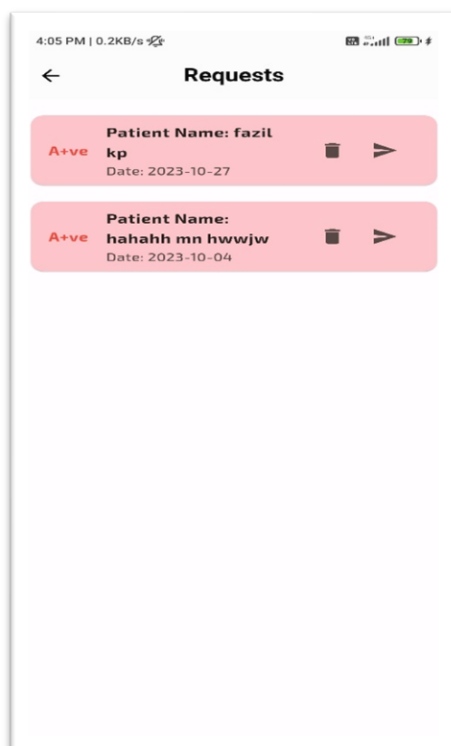 4:05 PM | 0.2KB/s
Requests
Patient Name: fazil
A+ve kp
Date: 2023-10-27
Patient Name:
A+ve hahahh mn hwwjw
Date: 2023-10-04